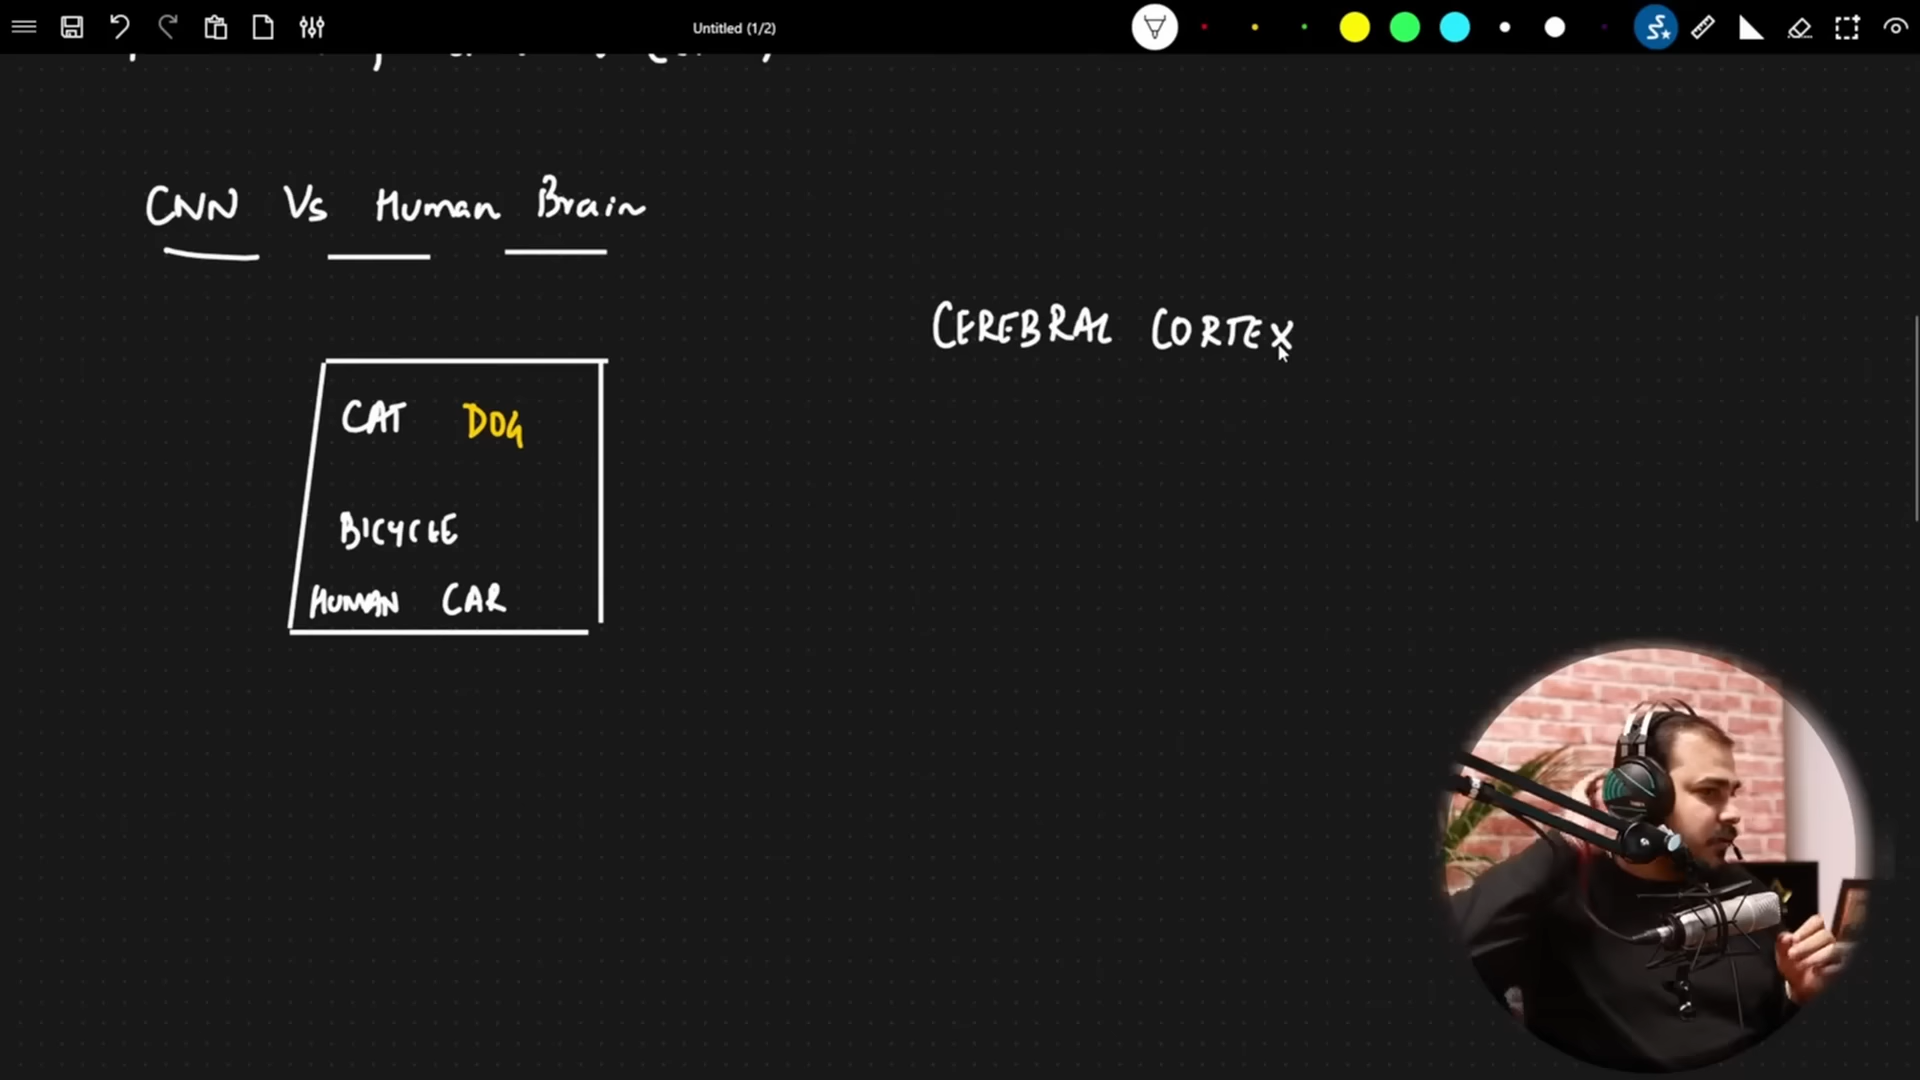 Untitled (1/2)
CNN Vs Human Brain
CEREBRAL CORTEX
CAT DOG
BICYCLE
HUMAN CAR